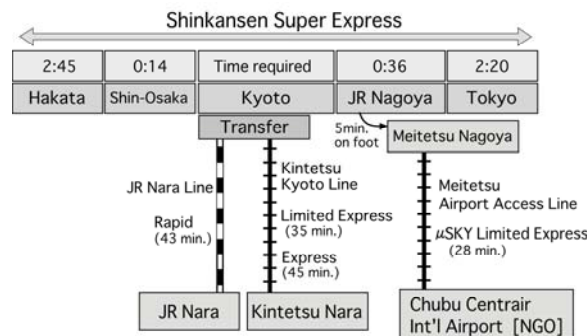 Shinkansen Super Express
2:45 0:14 Time required 0:36 2:20
Hakata Shin-Osaka Kyoto JR Nagoya Tokyo
Transfer
5min.
on foot
Meitetsu Nagoya
JR Nara Line
Rapid
(43 min.)
Kintetsu
Kyoto Line
Limited Express
(35 min.)
Express
(45 min.)
Meitetsu
Airport Access Line
μSKY Limited Express
(28 min.)
JR Nara
Kintetsu Nara
Chubu Centrair
Int'l Airport [NGO]